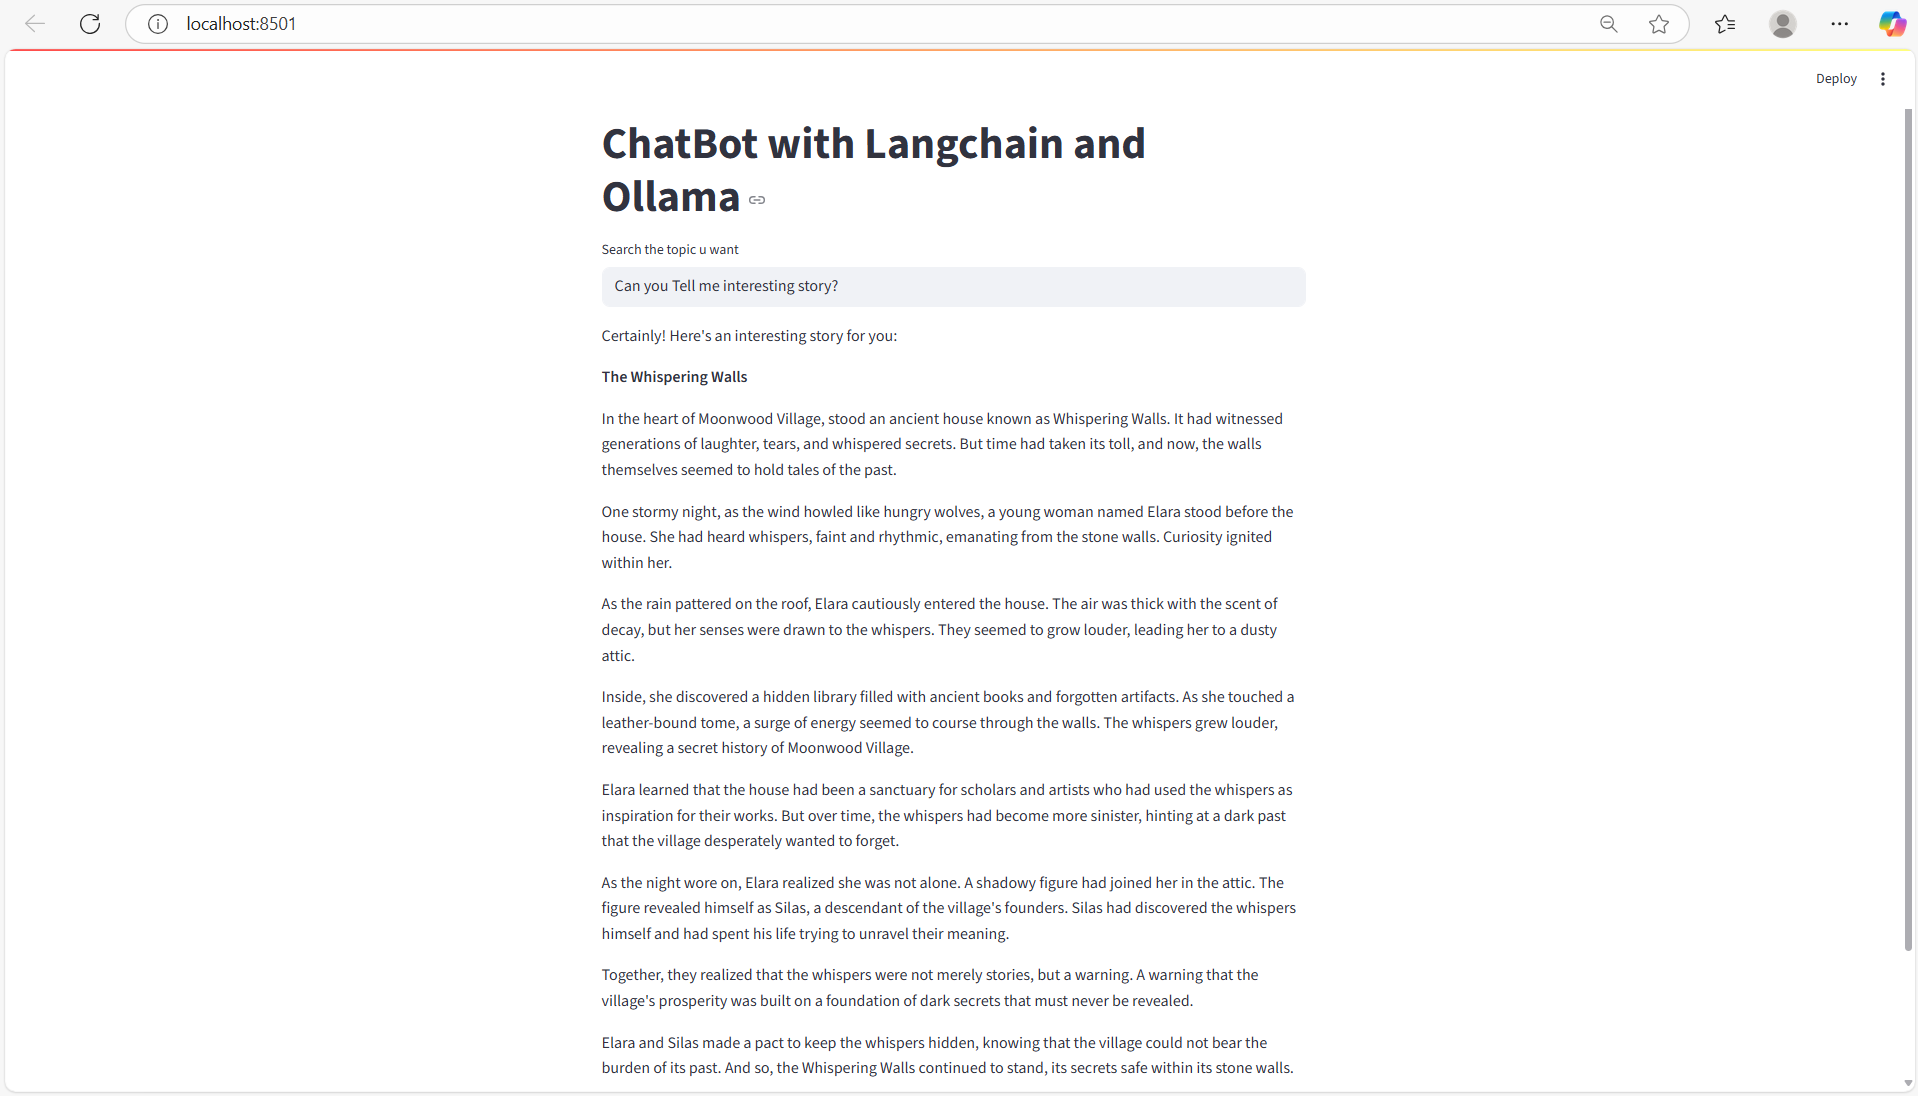 localhost:8501
Deploy
ChatBot with Langchain and
Ollama
Search the topic u want
Can you Tell me interesting story?
Certainly! Here's an interesting story for you:
The Whispering Walls
In the heart of Moonwood Village, stood an ancient house known as Whispering Walls. It had witnessed
generations of laughter, tears, and whispered secrets. But time had taken its toll, and now, the walls
themselves seemed to hold tales of the past.
One stormy night, as the wind howled like hungry wolves, a young woman named Elara stood before the
house. She had heard whispers, faint and rhythmic, emanating from the stone walls. Curiosity ignited
within her.
As the rain pattered on the roof, Elara cautiously entered the house. The air was thick with the scent of
decay, but her senses were drawn to the whispers. They seemed to grow louder, leading her to a dusty
attic.
Inside, she discovered a hidden library filled with ancient books and forgotten artifacts. As she touched a
leather-bound tome, a surge of energy seemed to course through the walls. The whispers grew louder,
revealing a secret history of Moonwood Village.
Elara learned that the house had been a sanctuary for scholars and artists who had used the whispers as
inspiration for their works. But over time, the whispers had become more sinister, hinting at a dark past
that the village desperately wanted to forget.
As the night wore on, Elara realized she was not alone. A shadowy figure had joined her in the attic. The
figure revealed himself as Silas, a descendant of the village's founders. Silas had discovered the whispers
himself and had spent his life trying to unravel their meaning.
Together, they realized that the whispers were not merely stories, but a warning. A warning that the
village's prosperity was built on a foundation of dark secrets that must never be revealed.
Elara and Silas made a pact to keep the whispers hidden, knowing that the village could not bear the
burden of its past. And so, the Whispering Walls continued to stand, its secrets safe within its stone walls.